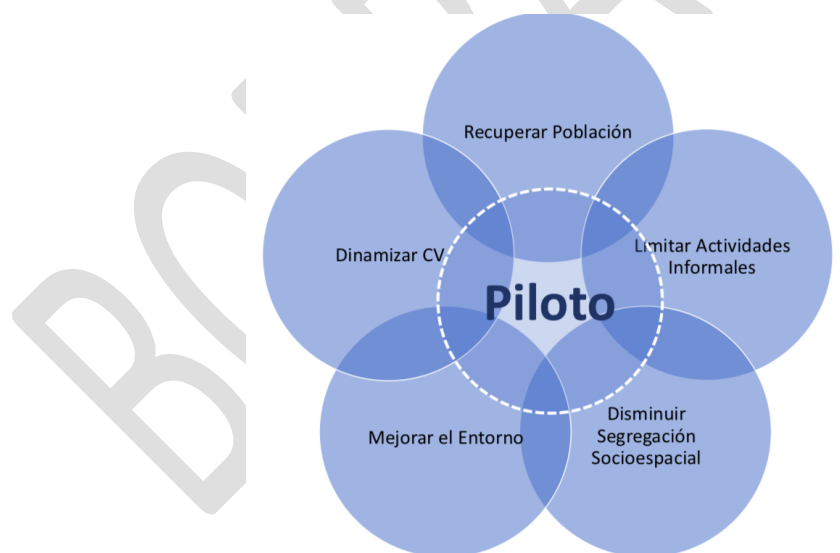 Recuperar Población
Dinamizar CV
Limitar Actividades
Informales
Piloto
Mejorar el Entorno
Disminuir
Segregación
Socioespacial